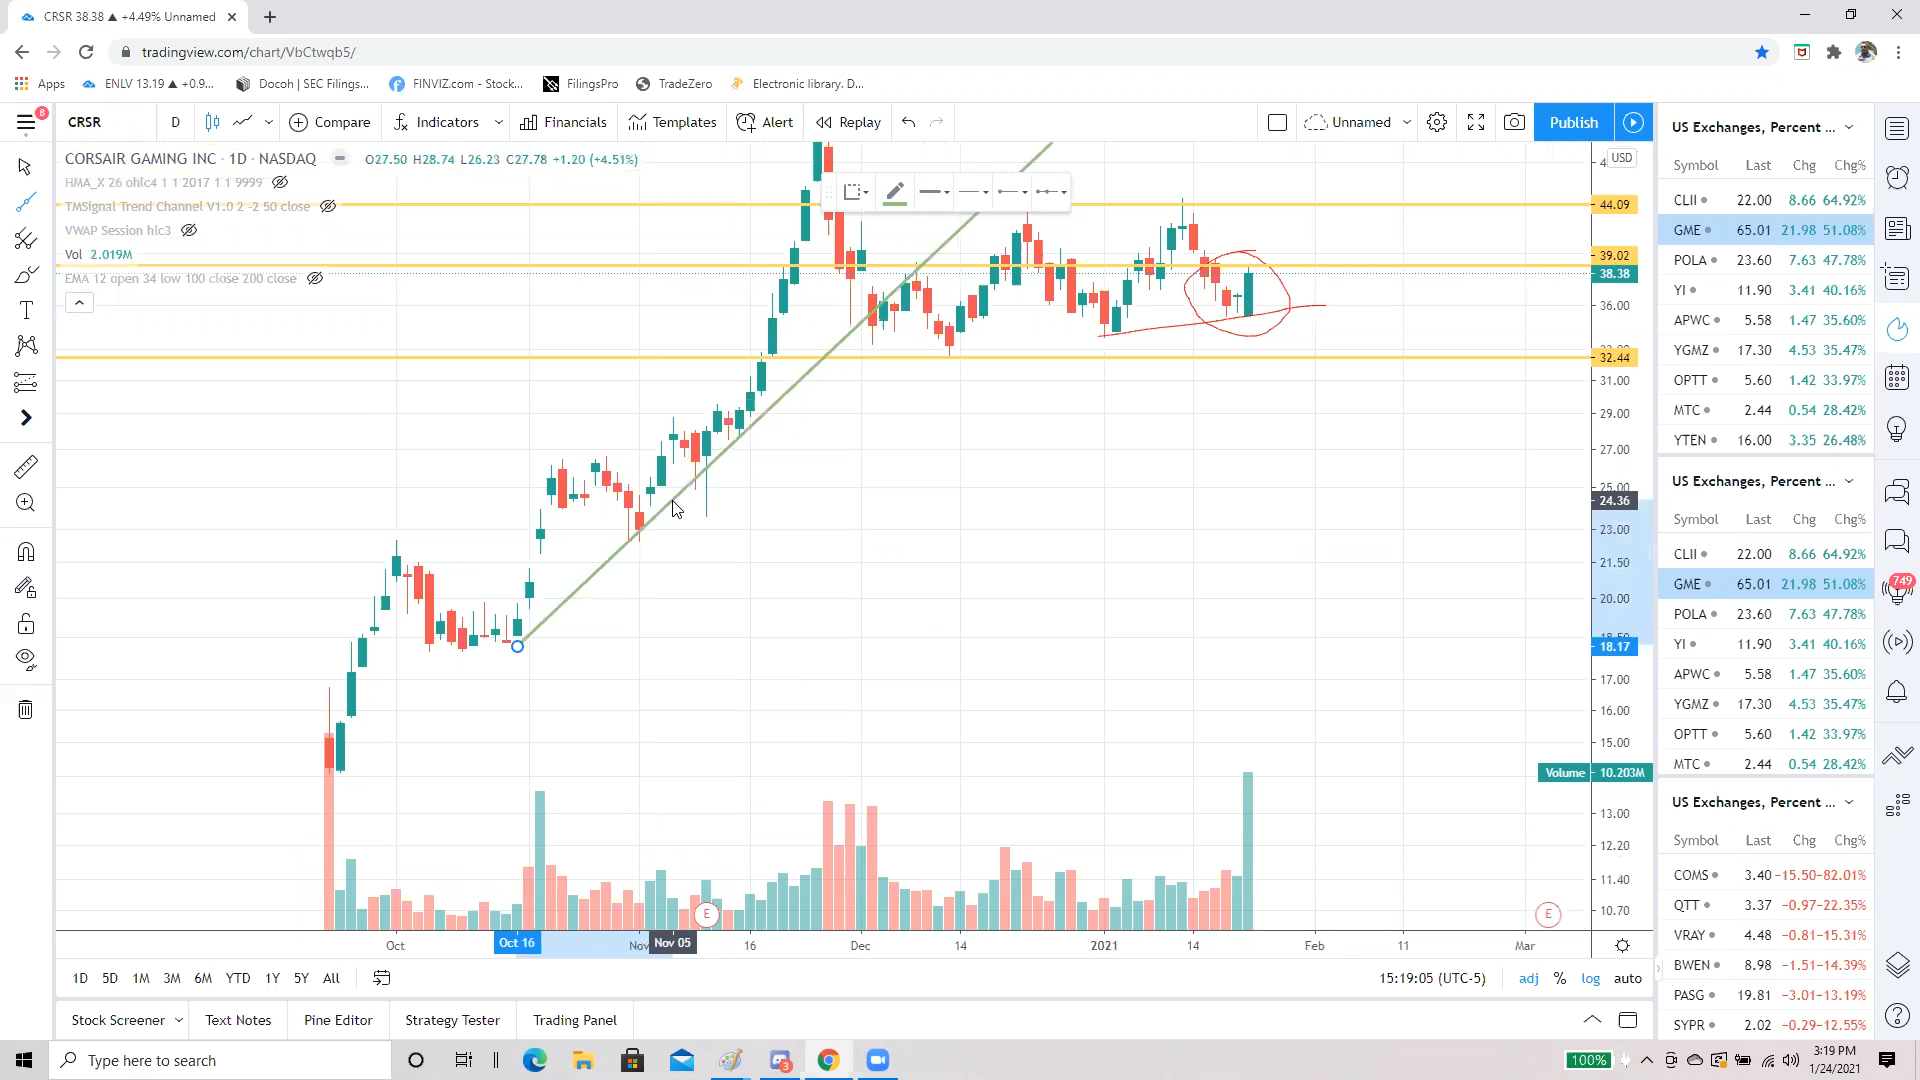 CRSR 38.38 ▲ +4.49% Unnamed
tradingview.com/chart/VbCtwqb5/
Apps ENLV 13.19 ▲ +0.9... Docoh | SEC Filings... FINVIZ.com - Stock... FilingsPro TradeZero Electronic library. D...
8 CRSR D Compare Indicators Financials Templates Alert Replay Unnamed Publish
CORSAIR GAMING INC · 1D · NASDAQ O27.50 H28.74 L26.23 C27.78 +1.20 (+4.51%)
HMA_X 26 ohlc4 1 1 2017 1 1 9999
TMSignal Trend Channel V1.0 2 -2 50 close
VWAP Session hlc3
Vol 2.019M
EMA 12 open 34 low 100 close 200 close
USD
44.09
39.02
38.38
36.00
32.44
31.00
29.00
27.00
25.00
24.36
23.00
21.50
20.00
18.17
17.00
16.00
15.00
Volume 10.203M
13.00
12.20
11.40
10.70
E E
Oct Oct 16 Nov Nov 05 16 Dec 14 2021 14 Feb 11 Mar
1D 5D 1M 3M 6M YTD 1Y 5Y All 15:19:05 (UTC-5) adj % log auto
Stock Screener Text Notes Pine Editor Strategy Tester Trading Panel
US Exchanges, Percent ...
Symbol Last Chg Chg%
CLII 22.00 8.66 64.92%
GME 65.01 21.98 51.08%
POLA 23.60 7.63 47.78%
YI 11.90 3.41 40.16%
APWC 5.58 1.47 35.60%
YGMZ 17.30 4.53 35.47%
OPTT 5.60 1.42 33.97%
MTC 2.44 0.54 28.42%
YTEN 16.00 3.35 26.48%
US Exchanges, Percent ...
Symbol Last Chg Chg%
CLII 22.00 8.66 64.92%
GME 65.01 21.98 51.08%
POLA 23.60 7.63 47.78%
YI 11.90 3.41 40.16%
APWC 5.58 1.47 35.60%
YGMZ 17.30 4.53 35.47%
OPTT 5.60 1.42 33.97%
MTC 2.44 0.54 28.42%
US Exchanges, Percent ...
Symbol Last Chg Chg%
COMS 3.40 -15.50 -82.01%
QTT 3.37 -0.97 -22.35%
VRAY 4.48 -0.81 -15.31%
BWEN 8.98 -1.51 -14.39%
PASG 19.81 -3.01 -13.19%
SYPR 2.02 -0.29 -12.55%
749
Type here to search
3
100%
3:19 PM
1/24/2021